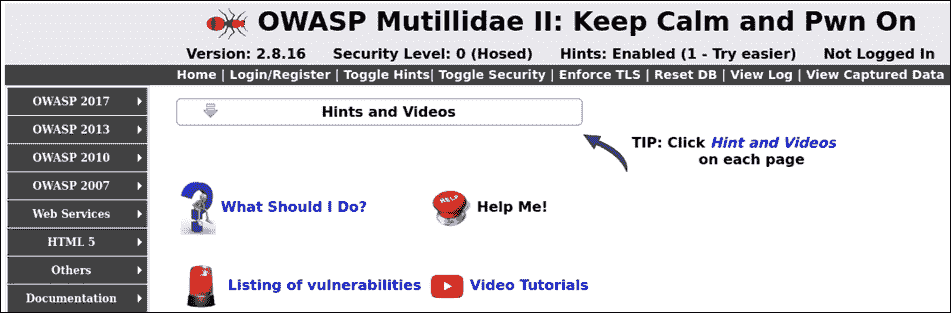 OWASP Mutillidae II: Keep Calm and Pwn On
Version: 2.8.16 Security Level: 0 (Hosed) Hints: Enabled (1 - Try easier) Not Logged In
Home | Login/Register | Toggle Hints| Toggle Security | Enforce TLS | Reset DB | View Log | View Captured Data
OWASP 2017
OWASP 2013
OWASP 2010
OWASP 2007
Web Services
HTML 5
Others
Documentation
Hints and Videos
TIP: Click Hint and Videos
on each page
What Should I Do?
HELP
Help Me!
Listing of vulnerabilities
Video Tutorials